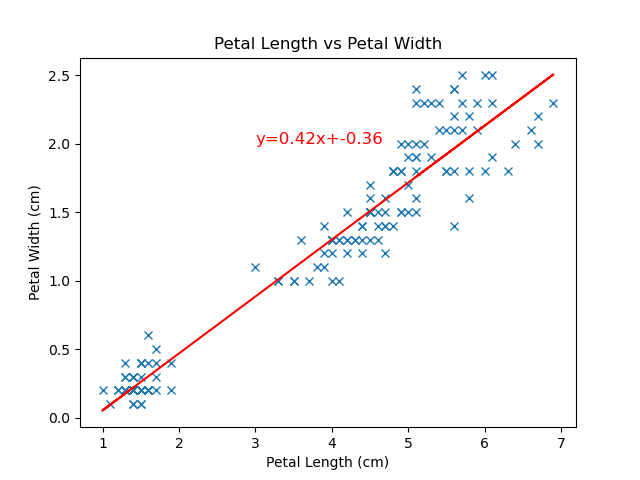 Petal Length vs Petal Width
2.5
y=0.42x+-0.36
2.0
1.5
1.0
0.5
0.0
Petal Width (cm)
1 2 3 4 5 6 7
Petal Length (cm)